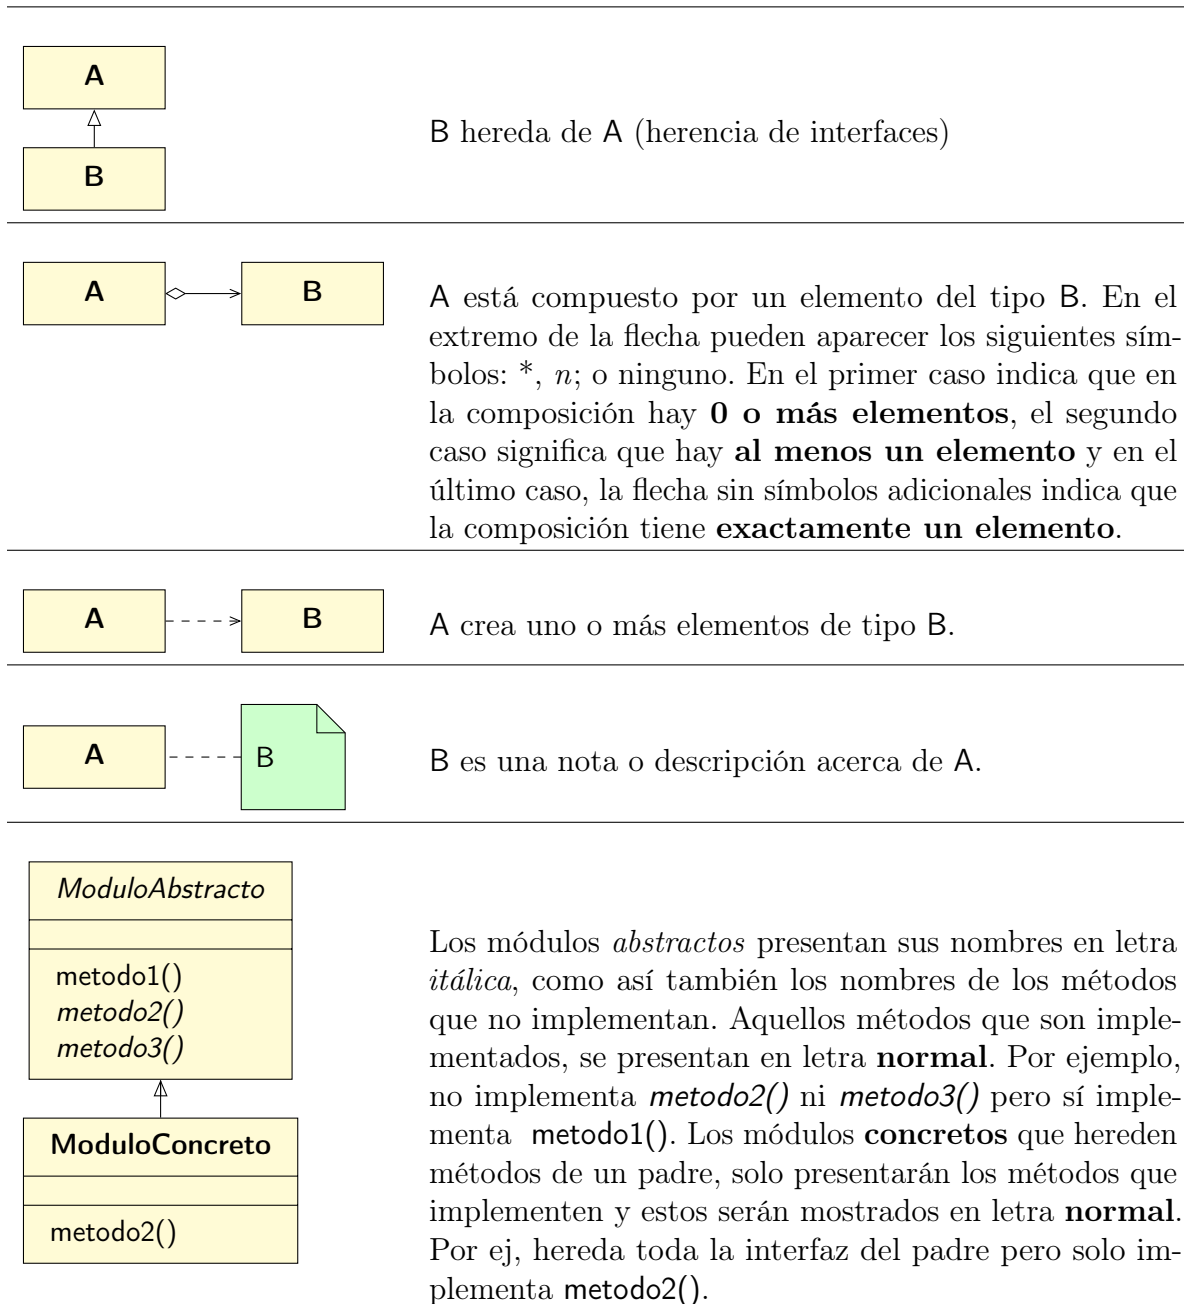 A
B
B hereda de A (herencia de interfaces)
A
B
A está compuesto por un elemento del tipo B. En el
extremo de la flecha pueden aparecer los siguientes sím-
bolos: *, n; o ninguno. En el primer caso indica que en
la composición hay 0 o más elementos, el segundo
caso significa que hay al menos un elemento y en el
último caso, la flecha sin símbolos adicionales indica que
la composición tiene exactamente un elemento.
A
B
A crea uno o más elementos de tipo B.
A
B
B es una nota o descripción acerca de A.
ModuloAbstracto
metodo1()
metodo2()
metodo3()
ModuloConcreto
metodo2()
Los módulos abstractos presentan sus nombres en letra
itálica, como así también los nombres de los métodos
que no implementan. Aquellos métodos que son imple-
mentados, se presentan en letra normal. Por ejemplo,
no implementa metodo2() ni metodo3() pero sí imple-
menta metodo1(). Los módulos concretos que hereden
métodos de un padre, solo presentarán los métodos que
implementen y estos serán mostrados en letra normal.
Por ej, hereda toda la interfaz del padre pero solo im-
plementa metodo2().